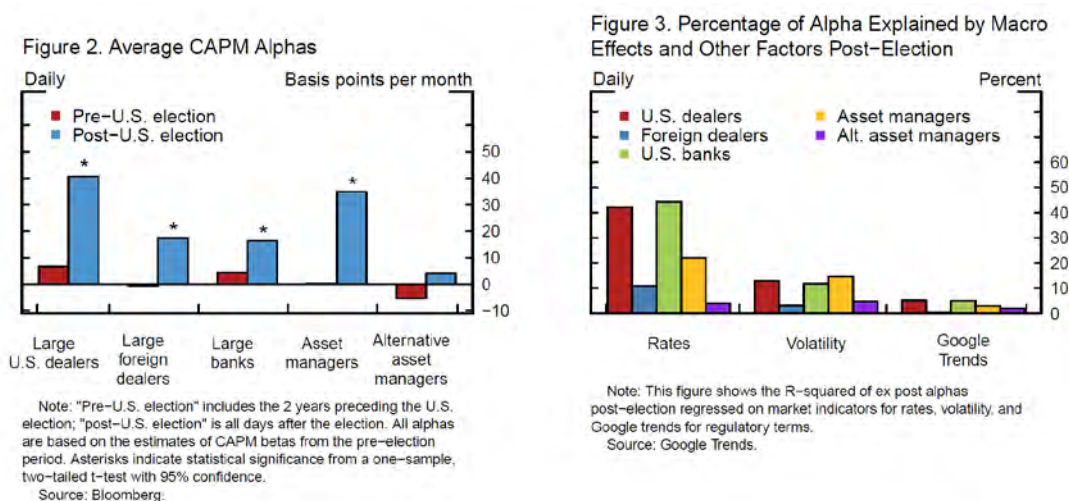 Figure 2. Average CAPM Alphas
Daily
Basis points per month
Pre−U.S. election
Post−U.S. election
*
*
*
*
50
40
30
20
10
0
−10
Large
U.S. dealers
Large
foreign
dealers
Large
banks
Asset
managers
Alternative
asset
managers
Note: "Pre−U.S. election" includes the 2 years preceding the U.S.
election; "post−U.S. election" is all days after the election. All alphas
are based on the estimates of CAPM betas from the pre−election
period. Asterisks indicate statistical significance from a one−sample,
two−tailed t−test with 95% confidence.
Source: Bloomberg.
Figure 3. Percentage of Alpha Explained by Macro
Effects and Other Factors Post−Election
Daily
Percent
U.S. dealers
Foreign dealers
U.S. banks
Asset managers
Alt. asset managers
60
50
40
30
20
10
0
Rates
Volatility
Google
Trends
Note: This figure shows the R−squared of ex post alphas
post−election regressed on market indicators for rates, volatility, and
Google trends for regulatory terms.
Source: Google Trends.